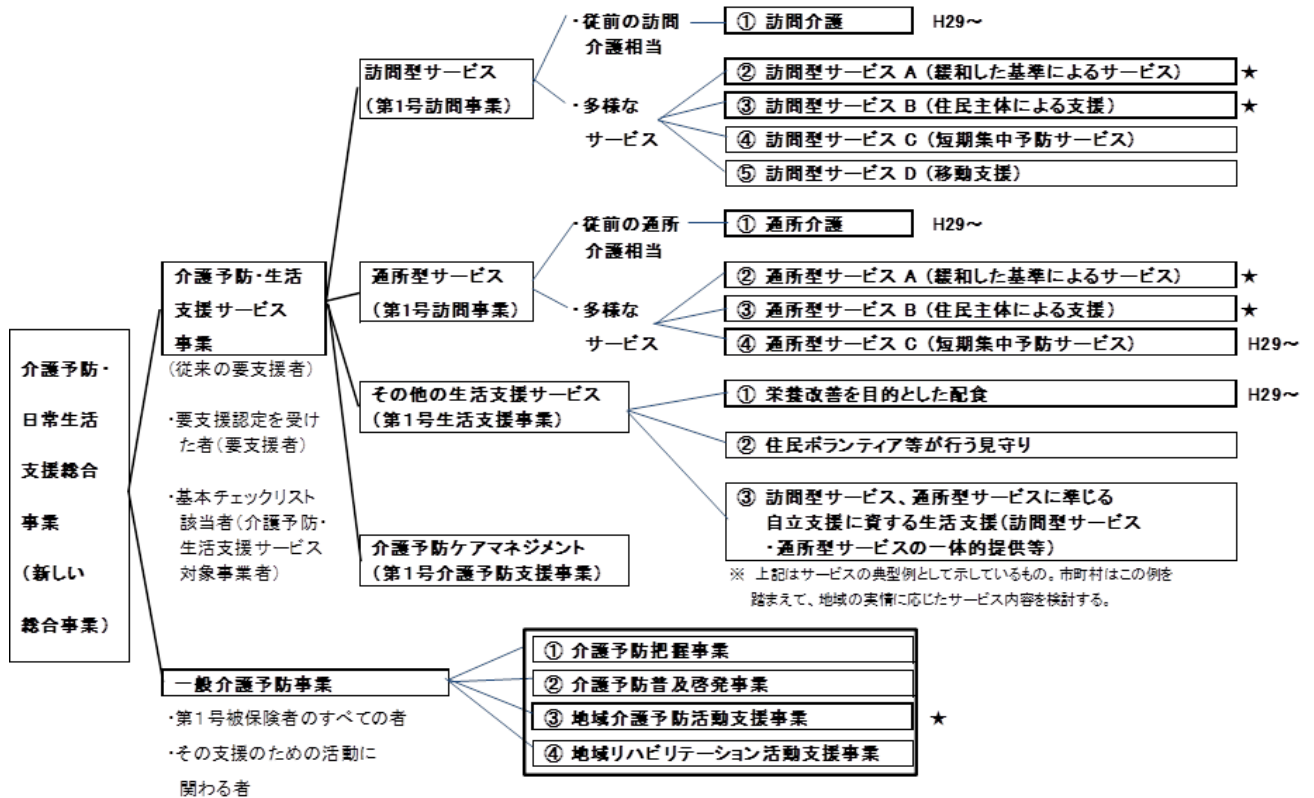 介護予防・
日常生活
支援総合
事業
(新しい
総合事業)
介護予防・生活
支援サービス
事業
(従来の要支援者)
・要支援認定を受け
た者(要支援者)
・基本チェックリスト
該当者(介護予防・
生活支援サービス
対象事業者)
訪問型サービス
(第1号訪問事業)
・従前の訪問
介護相当
① 訪問介護 H29~
・多様な
サービス
② 訪問型サービス A (緩和した基準によるサービス) ★
③ 訪問型サービス B (住民主体による支援) ★
④ 訪問型サービス C (短期集中予防サービス)
⑤ 訪問型サービス D (移動支援)
通所型サービス
(第1号訪問事業)
・従前の通所
介護相当
① 通所介護 H29~
・多様な
サービス
② 通所型サービス A (緩和した基準によるサービス) ★
③ 通所型サービス B (住民主体による支援) ★
④ 通所型サービス C (短期集中予防サービス) H29~
その他の生活支援サービス
(第1号生活支援事業)
① 栄養改善を目的とした配食 H29~
② 住民ボランティア等が行う見守り
③ 訪問型サービス、通所型サービスに準じる
自立支援に資する生活支援(訪問型サービス
・通所型サービスの一体的提供等)
※ 上記はサービスの典型例として示しているもの。市町村はこの例を
踏まえて、地域の実情に応じたサービス内容を検討する。
介護予防ケアマネジメント
(第1号介護予防支援事業)
一般介護予防事業
・第1号被保険者のすべての者
・その支援のための活動に
関わる者
① 介護予防把握事業
② 介護予防普及啓発事業
③ 地域介護予防活動支援事業 ★
④ 地域リハビリテーション活動支援事業